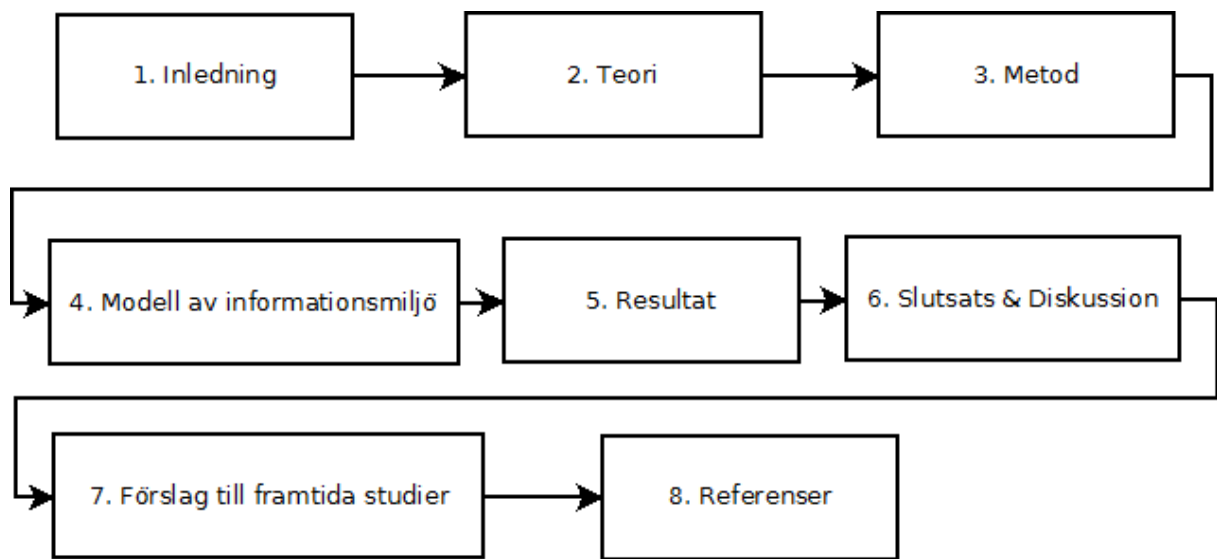 1. Inledning
2. Teori
3. Metod
4. Modell av informationsmiljö
5. Resultat
6. Slutsats & Diskussion
7. Förslag till framtida studier
8. Referenser